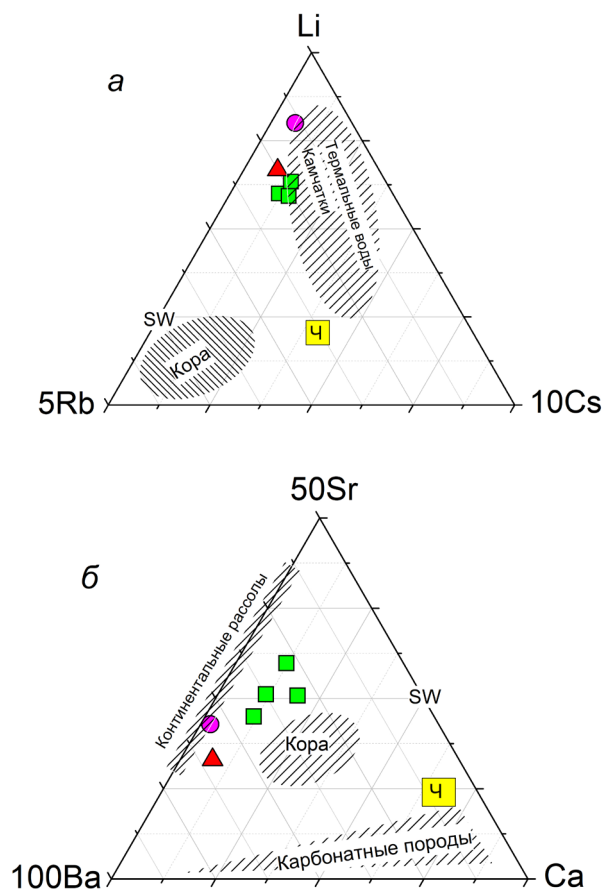 Li
а
Термальные воды
Камчатки
SW
Ч
Кора
5Rb
10Cs
50Sr
б
Континентальные рассолы
SW
Кора
Ч
Карбонатные породы
100Ba
Ca